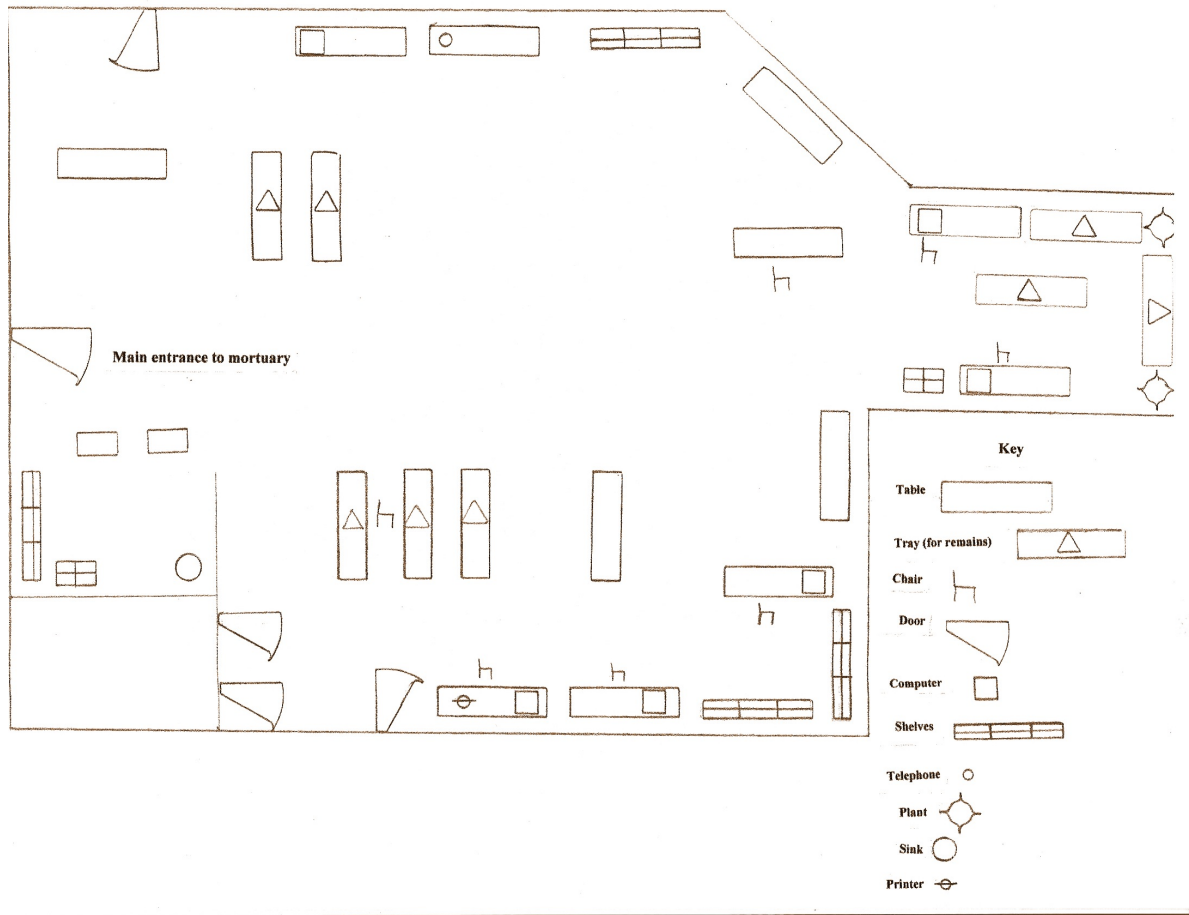 Main entrance to mortuary
Key
Table
Tray (for remains)
Chair
Door
Computer
Shelves
Telephone
Plant
Sink
Printer